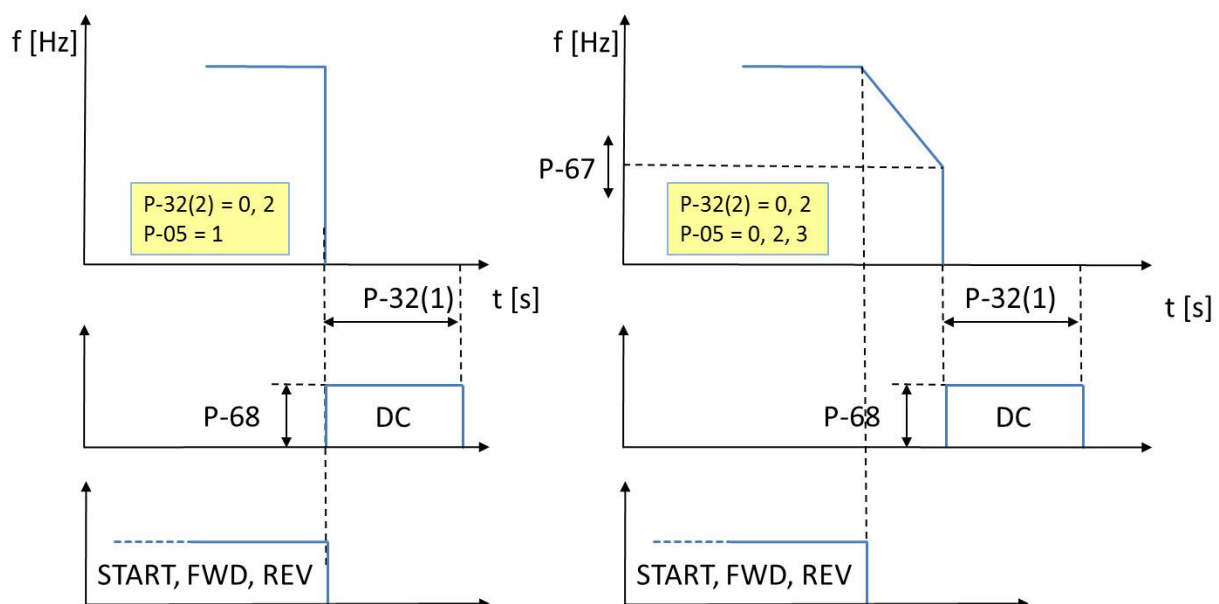 f [Hz]
P-32(2) = 0, 2
P-05 = 1
P-32(1)
t [s]
P-68
DC
START, FWD, REV
f [Hz]
P-67
P-32(2) = 0, 2
P-05 = 0, 2, 3
P-32(1)
t [s]
P-68
DC
START, FWD, REV